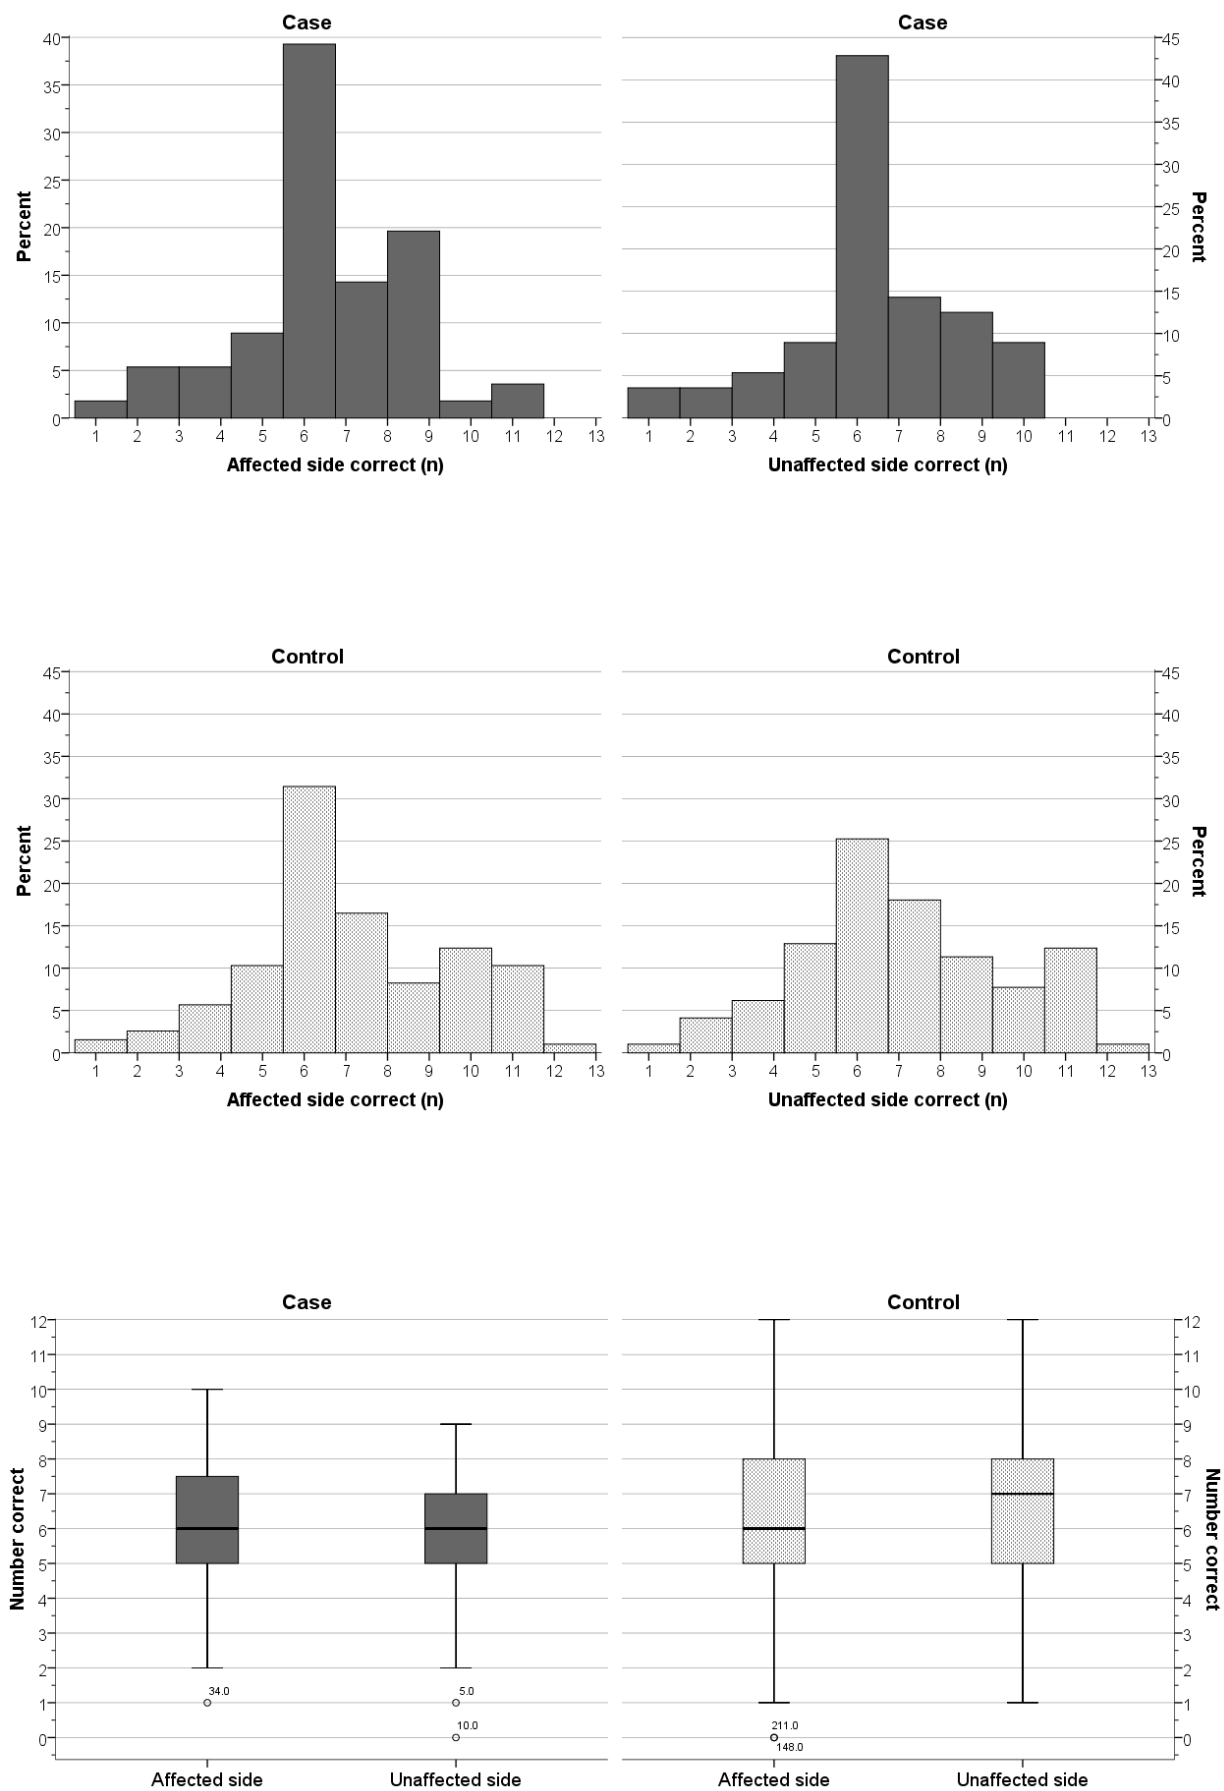 Case
Case
40
35
30
25
20
15
10
5
0
Percent
1 2 3 4 5 6 7 8 9 10 11 12 13
Affected side correct (n)
45
40
35
30
25
20
15
10
5
0
Percent
1 2 3 4 5 6 7 8 9 10 11 12 13
Unaffected side correct (n)
Control
Control
45
40
35
30
25
20
15
10
5
0
Percent
1 2 3 4 5 6 7 8 9 10 11 12 13
Affected side correct (n)
45
40
35
30
25
20
15
10
5
0
Percent
1 2 3 4 5 6 7 8 9 10 11 12 13
Unaffected side correct (n)
Case
Control
12
11
10
9
8
7
6
5
4
3
2
1
0
Number correct
34.0
5.0
10.0
Affected side
Unaffected side
12
11
10
9
8
7
6
5
4
3
2
1
0
Number correct
211.0
148.0
Affected side
Unaffected side